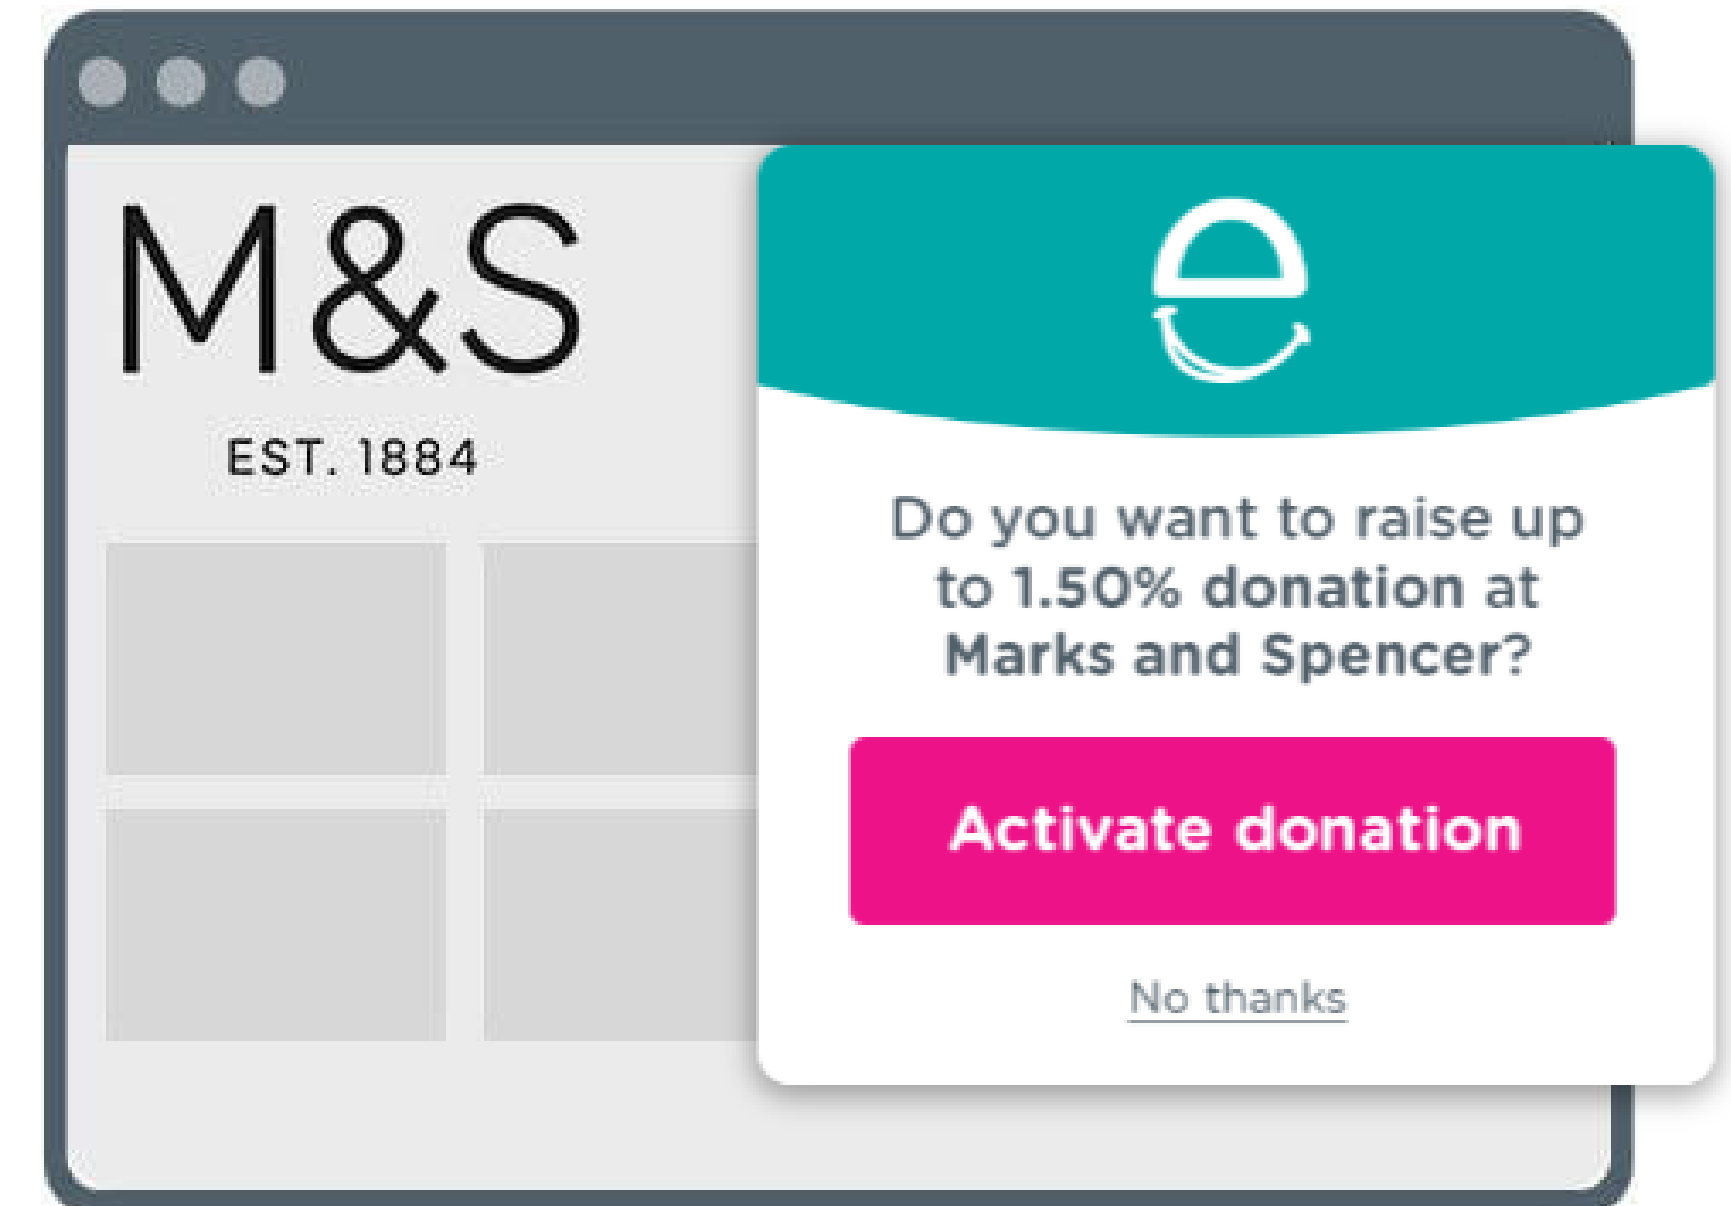 M&S
EST. 1884
e
Do you want to raise up
to 1.50% donation at
Marks and Spencer?
Activate donation
No thanks